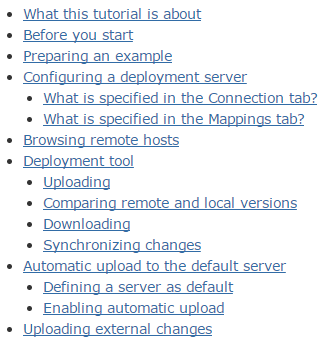 What this tutorial is about
Before you start
Preparing an example
Configuring a deployment server
What is specified in the Connection tab?
What is specified in the Mappings tab?
Browsing remote hosts
Deployment tool
Uploading
Comparing remote and local versions
Downloading
Synchronizing changes
Automatic upload to the default server
Defining a server as default
Enabling automatic upload
Uploading external changes